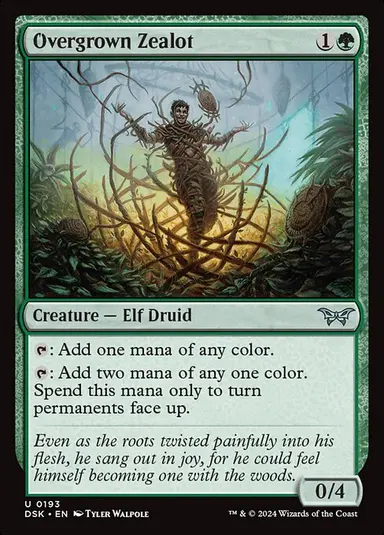 Overgrown Zealot 1
Creature — Elf Druid
: Add one mana of any color.
: Add two mana of any one color.
Spend this mana only to turn
permanents face up.
Even as the roots twisted painfully into his
flesh, he sang out in joy, for he could feel
himself becoming one with the woods.
0/4
U 0193
DSK • EN Tyler Walpole
™ & © 2024 Wizards of the Coast